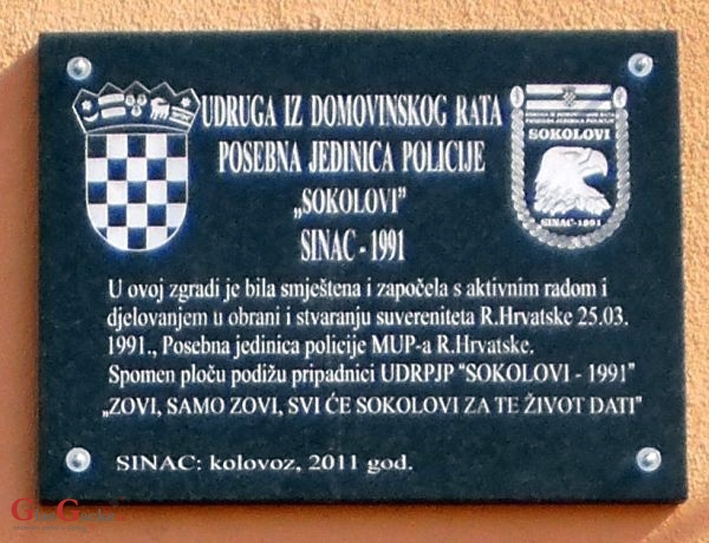 UDRUGA IZ DOMOVINSKOG RATA
POSEBNA JEDINICA POLICIJE
„SOKOLOVI”
SINAC - 1991
SOKOLOVI
SINAC-1991
U ovoj zgradi je bila smještena i započela s aktivnim radom i
djelovanjem u obrani i stvaranju suvereniteta R.Hrvatske 25.03.
1991., Posebna jedinica policije MUP-a R.Hrvatske.
Spomen ploču podižu pripadnici UDRPJP "SOKOLOVI - 1991"
„ZOVI, SAMO ZOVI, SVI ĆE SOKOLOVI ZA TE ŽIVOT DATI"
SINAC: kolovoz, 2011 god.